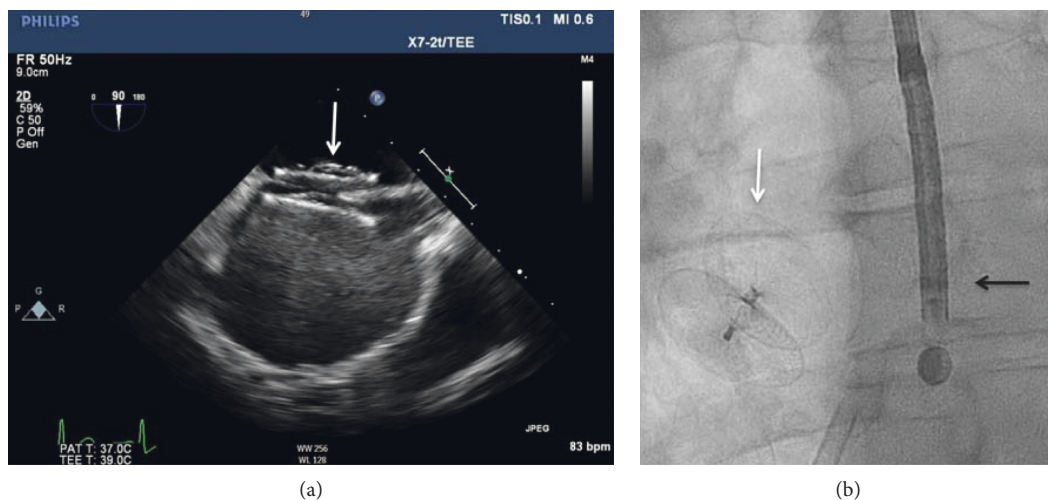 PHILIPS
49
TIS0.1 MI 0.6
X7-2t/TEE
FR 50Hz
9.0cm
M4
2D
59%
C 50
P Off
Gen
0 90 180
P
G
P R
PAT T: 37.0C
TEE T: 39.0C
WW 256
WL 128
JPEG
83 bpm
(a)
(b)